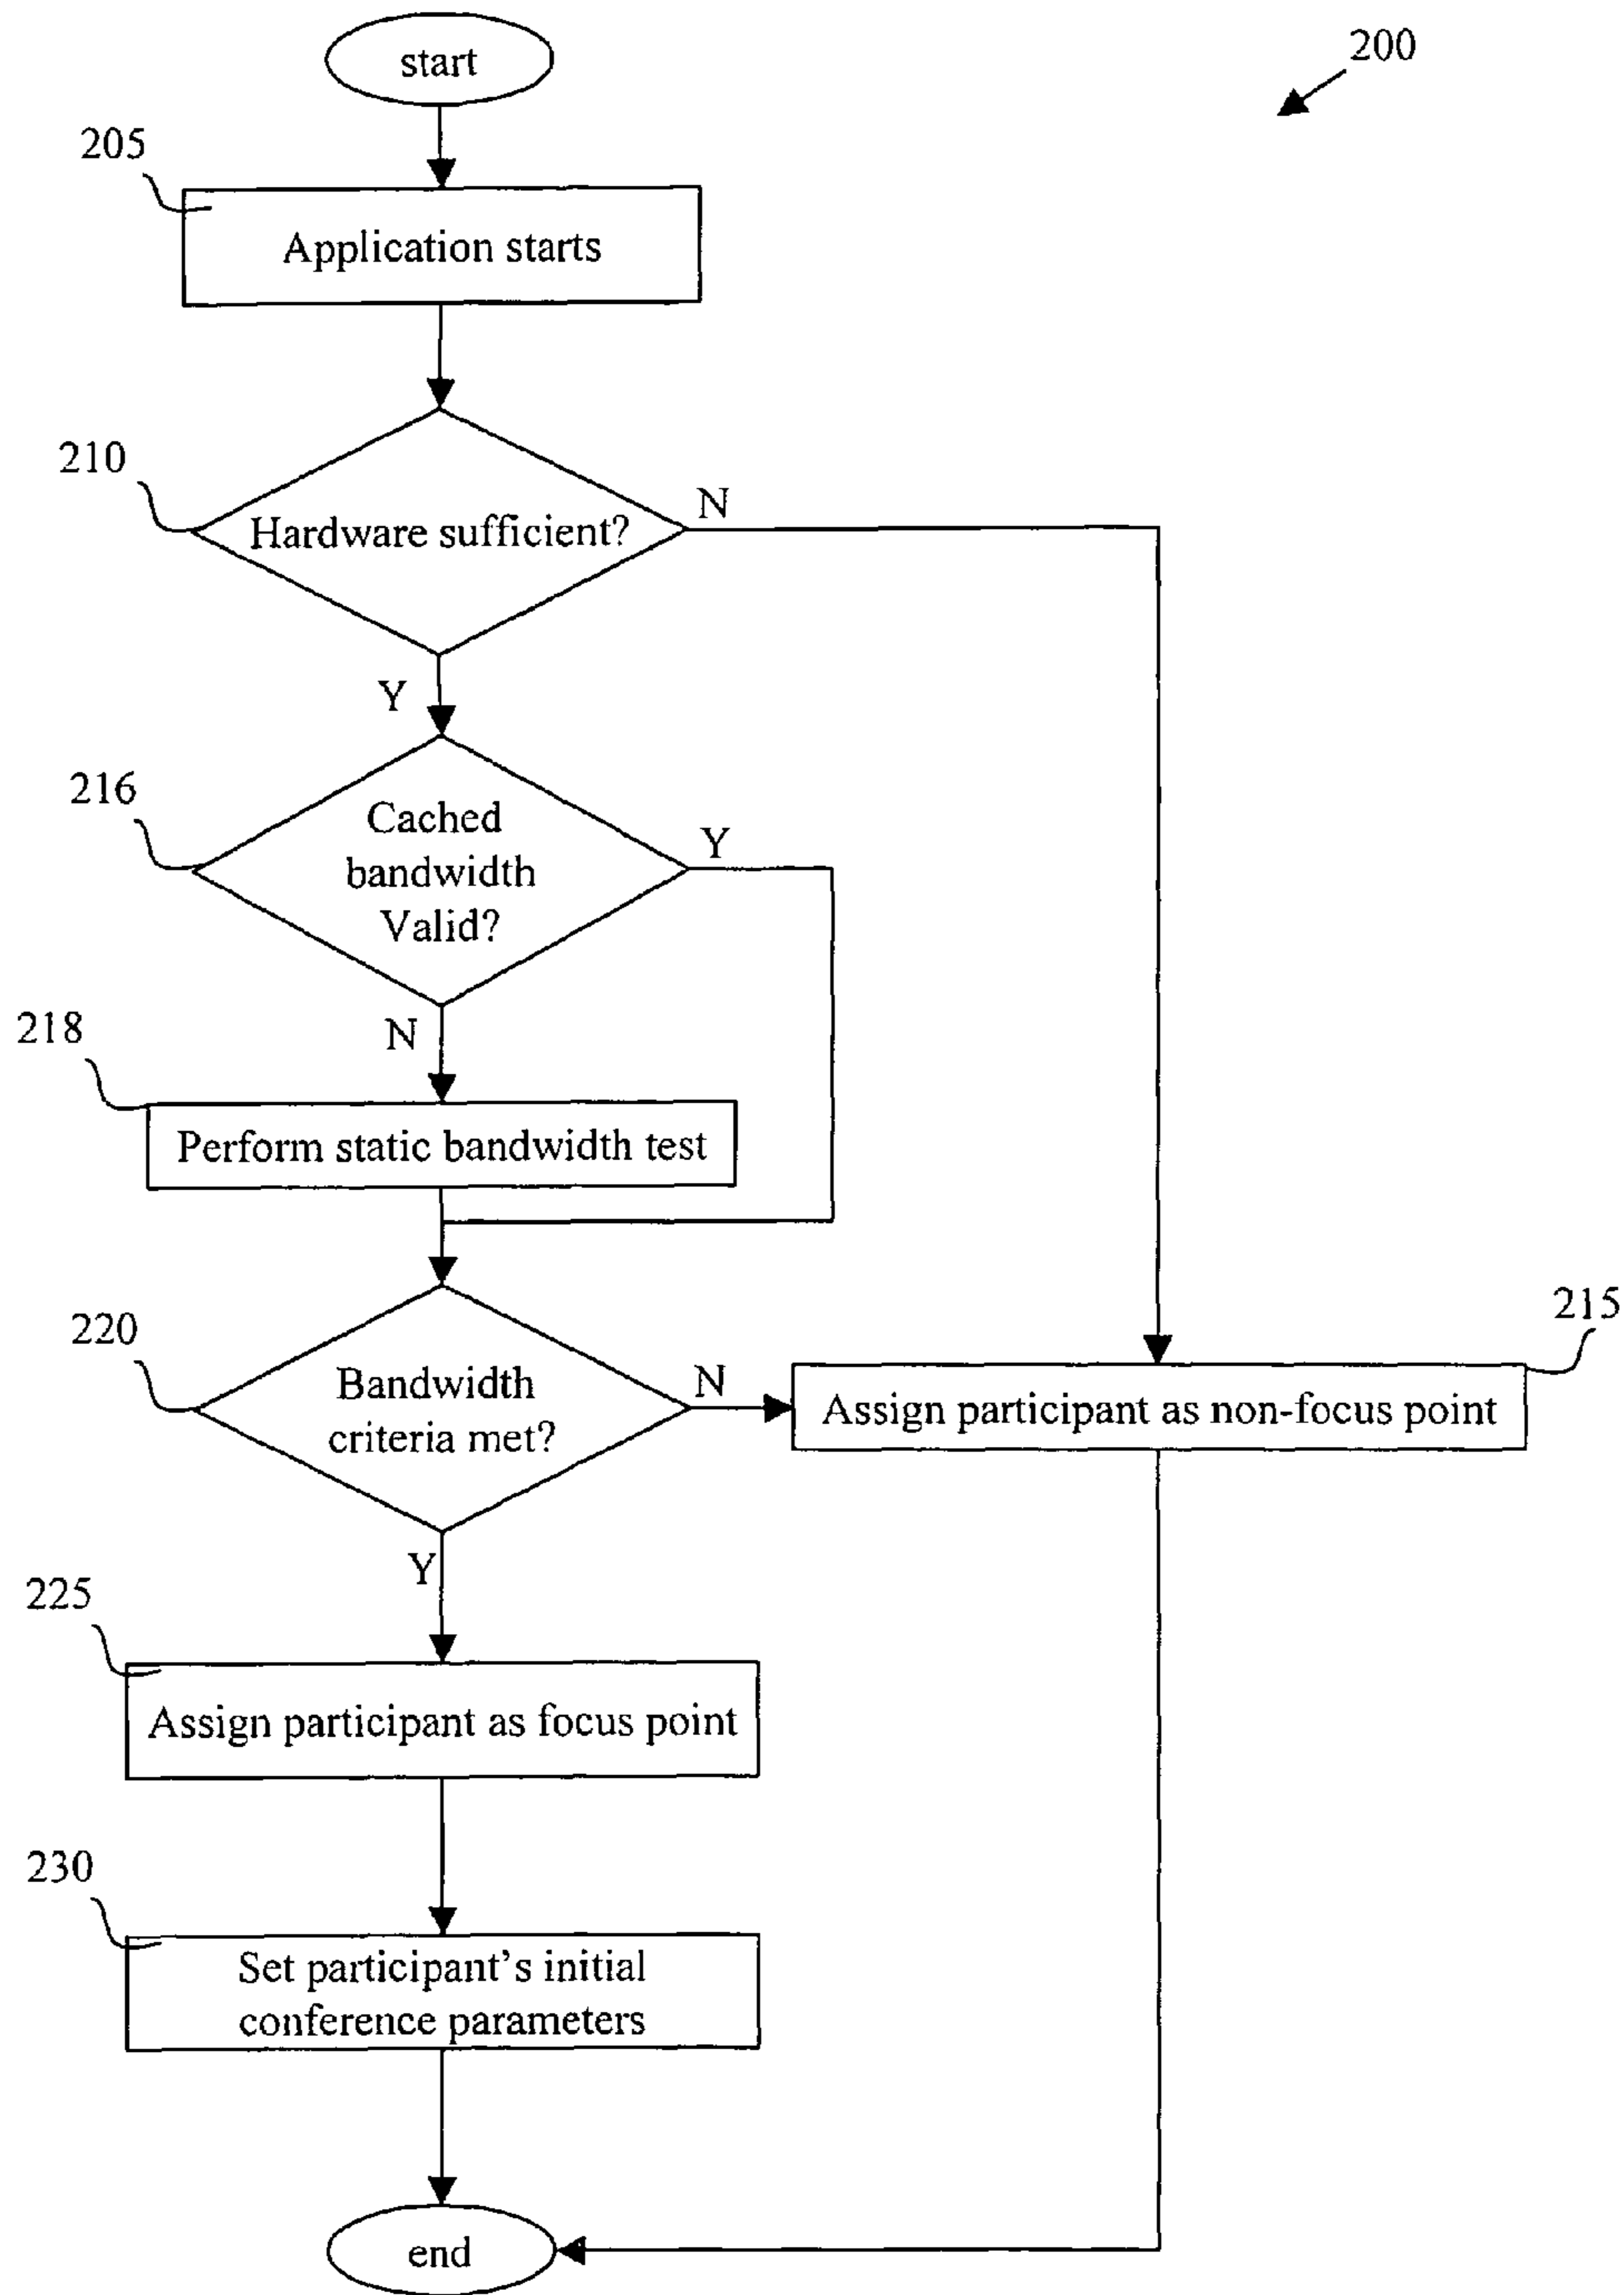 start
200
205
Application starts
210
Hardware sufficient?
N
Y
216
Cached
bandwidth
Valid?
Y
N
218
Perform static bandwidth test
220
Bandwidth
criteria met?
N
215
Assign participant as non-focus point
Y
225
Assign participant as focus point
230
Set participant's initial
conference parameters
end